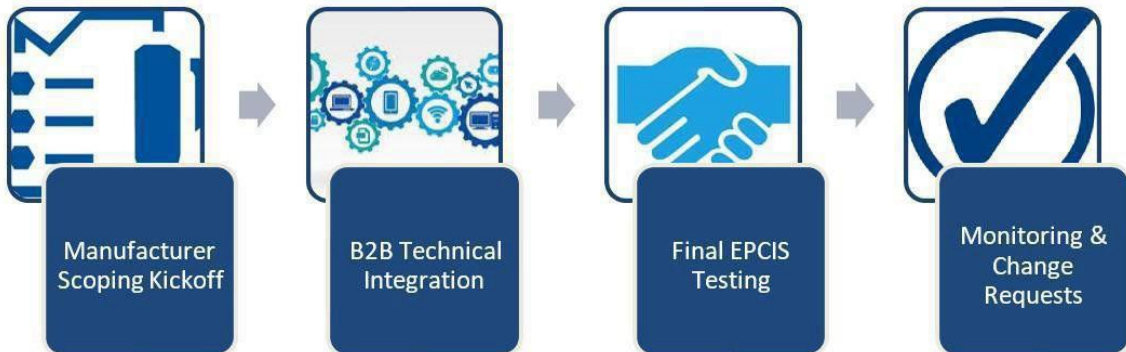 Manufacturer
Scoping Kickoff
B2B Technical
Integration
Final EPCIS
Testing
Monitoring &
Change
Requests